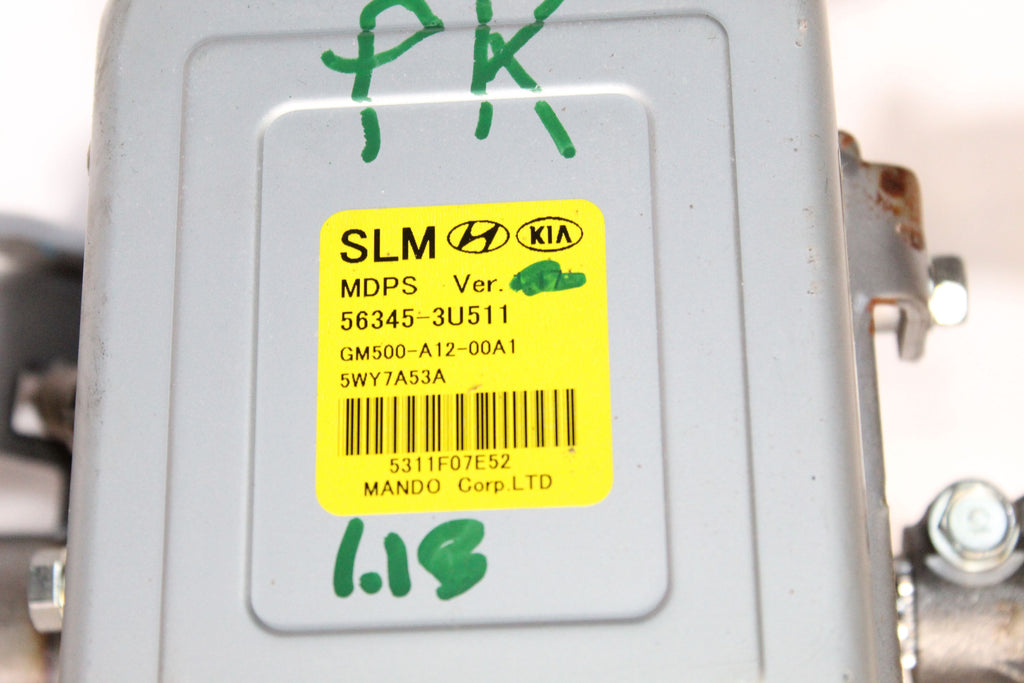 PK
SLM KIA
MDPS Ver.
56345-3U511
GM500-A12-00A1
5WY7A53A
5311F07E52
MANDO Corp.LTD
1.18